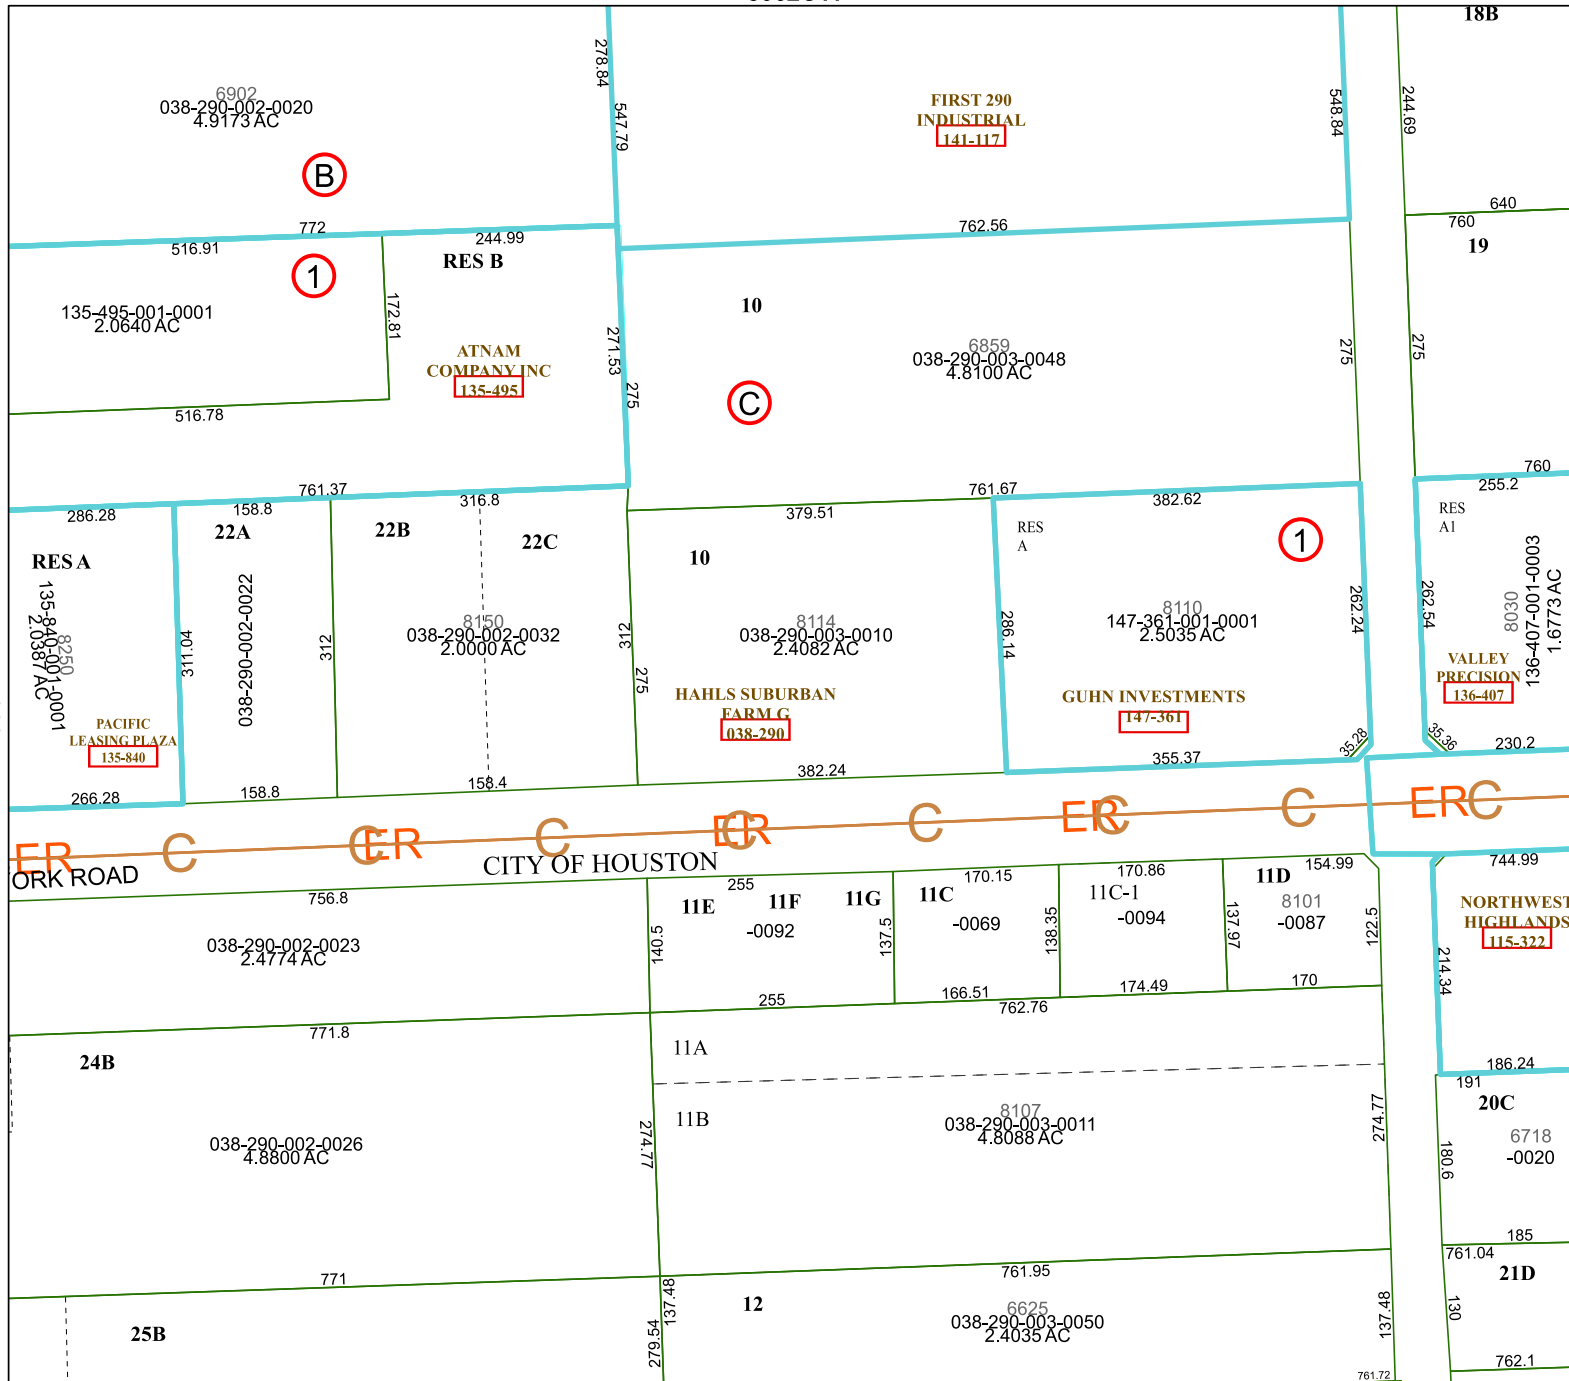 18B
6902
038-290-002-0020
4.9173 AC
B
278.84
547.79
FIRST 290
INDUSTRIAL
141-117
548.84
244.69
772
516.91
244.99
762.56
640
760
1
RES B
19
135-495-001-0001
2.0640 AC
172.81
10
ATNAM
COMPANY INC
135-495
271.53
275
6859
038-290-003-0048
4.8100 AC
275
275
C
516.78
761.37
286.28
158.8
316.8
761.67
379.51
382.62
760
255.2
22A
22B
22C
10
RES
A
1
RES
A1
RES A
8250
135-840-001-0001
2.0387 AC
311.04
038-290-002-0022
312
8150
038-290-002-0032
2.0000 AC
312
275
8114
038-290-003-0010
2.4082 AC
286.14
8110
147-361-001-0001
2.5035 AC
262.24
262.54
8030
136-407-001-0003
1.6773 AC
HAHLS SUBURBAN
FARM G
038-290
GUHN INVESTMENTS
147-361
VALLEY
PRECISION
136-407
PACIFIC
LEASING PLAZA
135-840
35.28
35.36
266.28
158.8
158.4
382.24
355.37
230.2
ER C C ER C C ER C ER C C ER C
ORK ROAD
CITY OF HOUSTON
756.8
255
170.15
170.86
154.99
744.99
11E
11F
11G
11C
11C-1
11D
8101
-0092
-0069
-0094
-0087
140.5
137.5
138.35
137.97
122.5
NORTHWEST
HIGHLANDS
115-322
214.34
038-290-002-0023
2.4774 AC
255
166.51
174.49
170
762.76
771.8
24B
11A
11B
186.24
191
20C
8107
038-290-003-0011
4.8088 AC
274.77
274.77
6718
-0020
180.6
038-290-002-0026
4.8800 AC
185
761.04
771
761.95
21D
137.48
12
6625
038-290-003-0050
2.4035 AC
137.48
130
25B
279.54
762.1
761.72